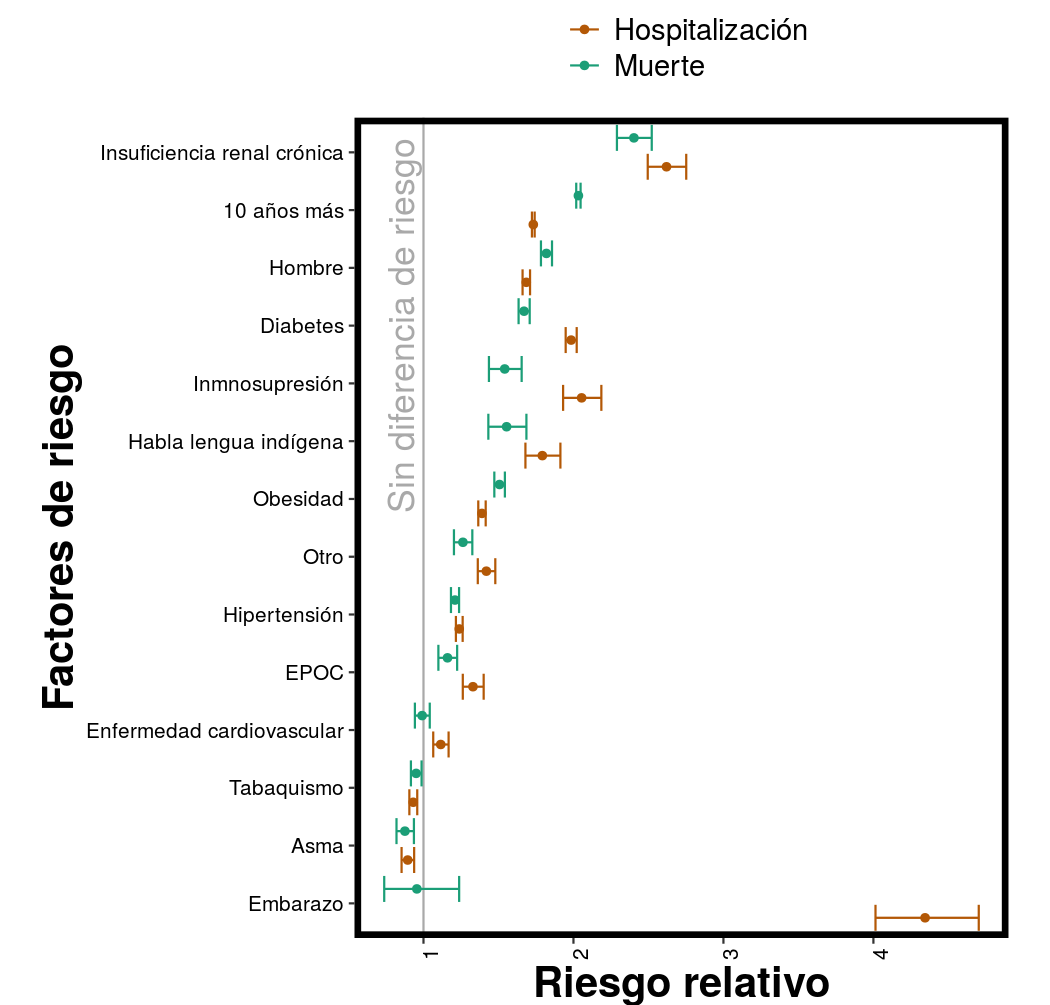 Hospitalización
Muerte
Sin diferencia de riesgo
Factores de riesgo
Insuficiencia renal crónica
10 años más
Hombre
Diabetes
Inmnosupresión
Habla lengua indígena
Obesidad
Otro
Hipertensión
EPOC
Enfermedad cardiovascular
Tabaquismo
Asma
Embarazo
1
2
3
4
Riesgo relativo